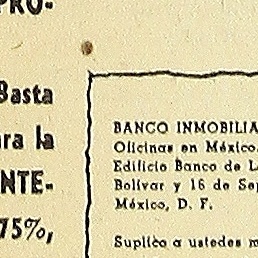 PRO-
Basta
ara la
NTE-
75%,
BANCO INMOBILIA
Oficinas en México.
Edificio Banco de L
Bolívar y 16 de Sep
México, D. F.
Suplico a ustedes m